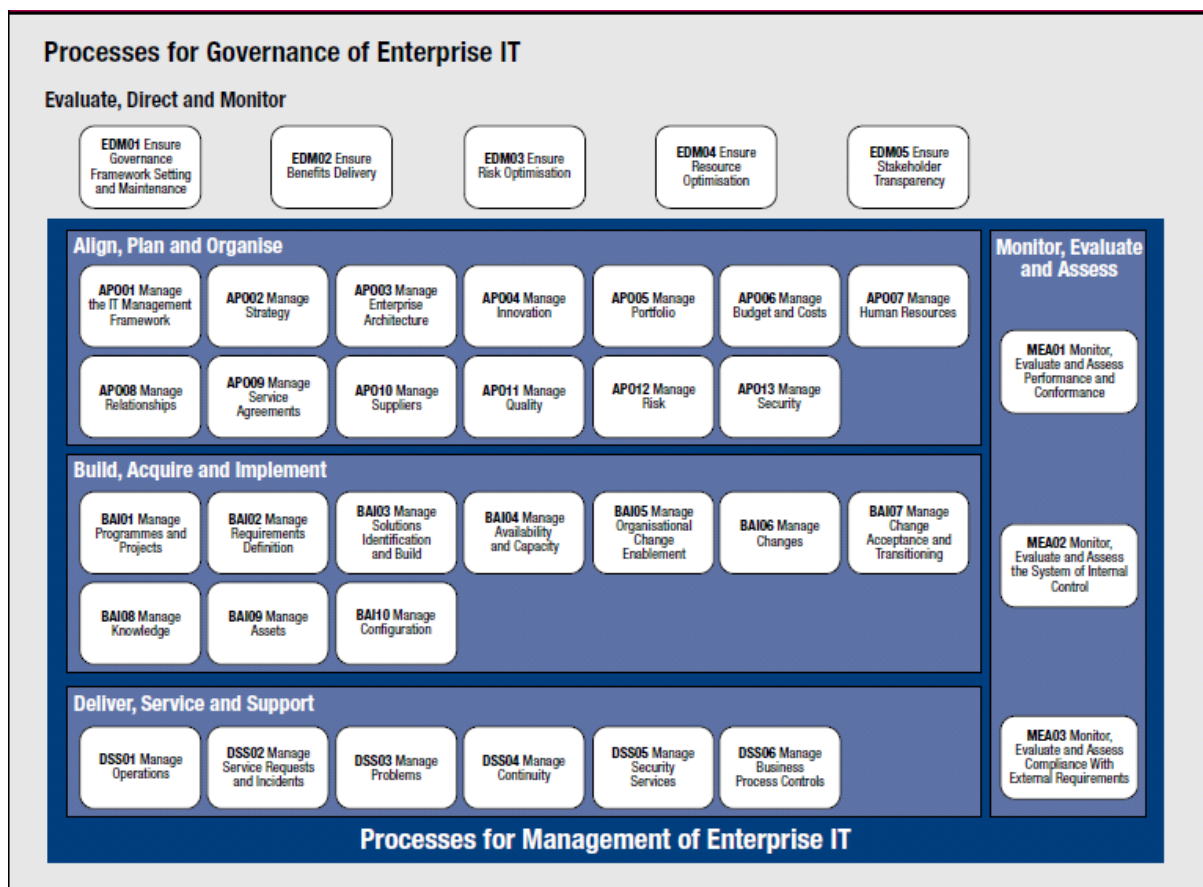 Processes for Governance of Enterprise IT
Evaluate, Direct and Monitor
EDM01 Ensure
Governance
Framework Setting
and Maintenance
EDM02 Ensure
Benefits Delivery
EDM03 Ensure
Risk Optimisation
EDM04 Ensure
Resource
Optimisation
EDM05 Ensure
Stakeholder
Transparency
Align, Plan and Organise
APO01 Manage
the IT Management
Framework
APO02 Manage
Strategy
APO03 Manage
Enterprise
Architecture
APO04 Manage
Innovation
APO05 Manage
Portfolio
APO06 Manage
Budget and Costs
APO07 Manage
Human Resources
APO08 Manage
Relationships
APO09 Manage
Service
Agreements
APO10 Manage
Suppliers
APO11 Manage
Quality
APO12 Manage
Risk
APO13 Manage
Security
Build, Acquire and Implement
BAI01 Manage
Programmes and
Projects
BAI02 Manage
Requirements
Definition
BAI03 Manage
Solutions
Identification
and Build
BAI04 Manage
Availability
and Capacity
BAI05 Manage
Organisational
Change
Enablement
BAI06 Manage
Changes
BAI07 Manage
Change
Acceptance and
Transitioning
BAI08 Manage
Knowledge
BAI09 Manage
Assets
BAI10 Manage
Configuration
Deliver, Service and Support
DSS01 Manage
Operations
DSS02 Manage
Service Requests
and Incidents
DSS03 Manage
Problems
DSS04 Manage
Continuity
DSS05 Manage
Security
Services
DSS06 Manage
Business
Process Controls
Monitor, Evaluate
and Assess
MEA01 Monitor,
Evaluate and Assess
Performance and
Conformance
MEA02 Monitor,
Evaluate and Assess
the System of Internal
Control
MEA03 Monitor,
Evaluate and Assess
Compliance With
External Requirements
Processes for Management of Enterprise IT